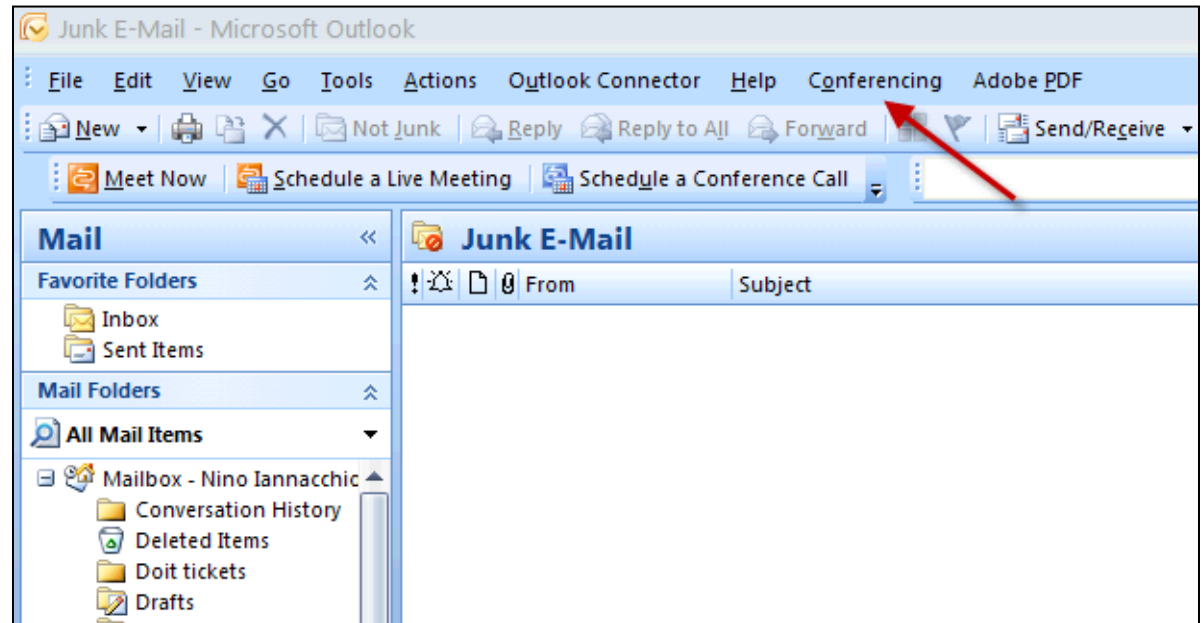 Junk E-Mail - Microsoft Outlook
File Edit View Go Tools Actions Outlook Connector Help Conferencing Adobe PDF
New Not Junk Reply Reply to All Forward Send/Receive
Meet Now Schedule a Live Meeting Schedule a Conference Call
Mail
Junk E-Mail
Favorite Folders
From Subject
Inbox
Sent Items
Mail Folders
All Mail Items
Mailbox - Nino Iannacchic
Conversation History
Deleted Items
Doit tickets
Drafts